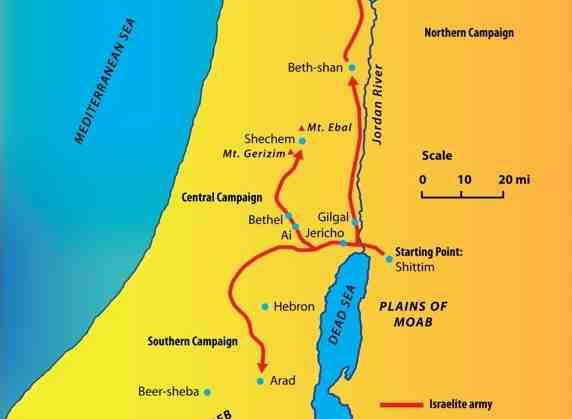 MEDITERRANEAN SEA
Northern Campaign
Beth-shan
Jordan River
Mt. Ebal
Shechem
Mt. Gerizim
Scale
0 10 20 mi
Central Campaign
Bethel
Gilgal
Ai
Jericho
Starting Point:
Shittim
Hebron
DEAD SEA
PLAINS OF
MOAB
Southern Campaign
Arad
Beer-sheba
Israelite army